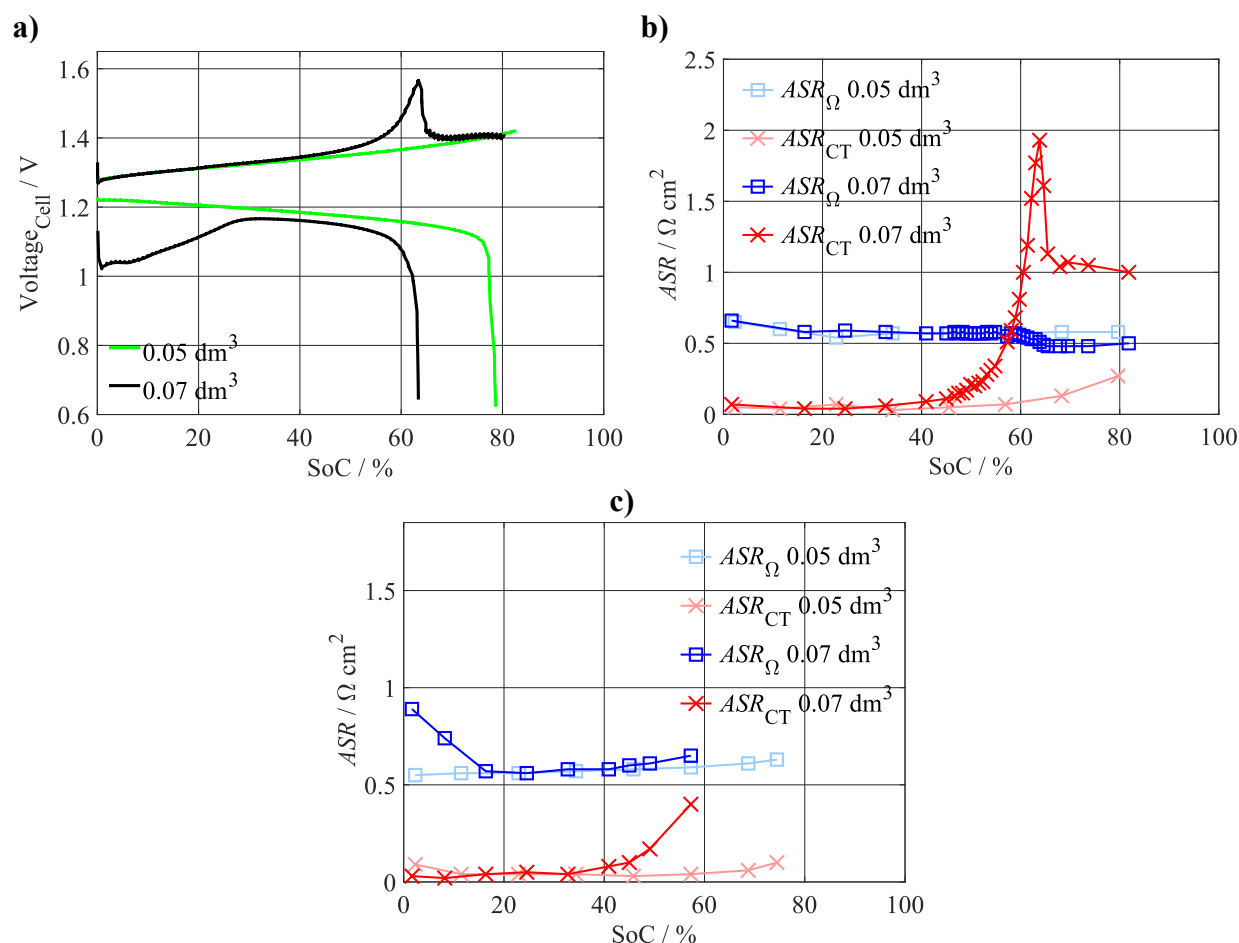 a)
Voltage_Cell / V
1.6
1.4
1.2
1
0.8
0.6
0.05 dm³
0.07 dm³
0 20 40 60 80 100
SoC / %
b)
ASR / Ω cm²
2.5
2
1.5
1
0.5
0
ASR_Ω 0.05 dm³
ASR_CT 0.05 dm³
ASR_Ω 0.07 dm³
ASR_CT 0.07 dm³
0 20 40 60 80 100
SoC / %
c)
ASR / Ω cm²
1.5
1
0.5
0
ASR_Ω 0.05 dm³
ASR_CT 0.05 dm³
ASR_Ω 0.07 dm³
ASR_CT 0.07 dm³
0 20 40 60 80 100
SoC / %